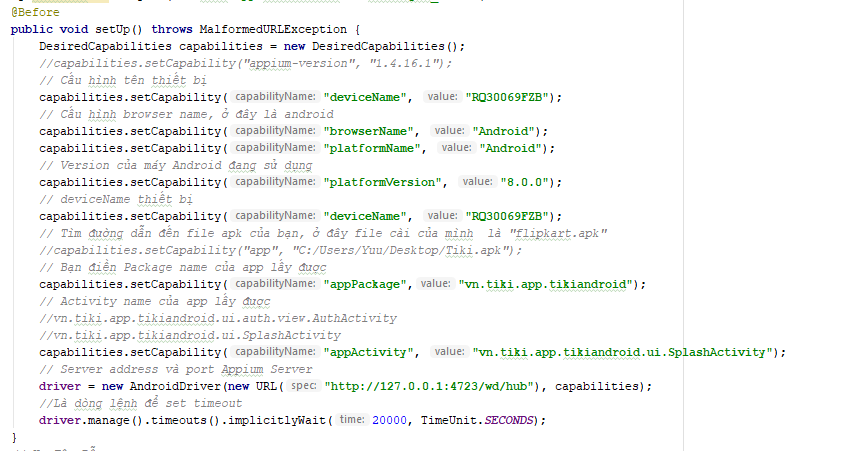 @Before
public void setUp() throws MalformedURLException {
DesiredCapabilities capabilities = new DesiredCapabilities();
//capabilities.setCapability("appium-version", "1.4.16.1");
// Cấu hình tên thiết bị
capabilities.setCapability( capabilityName: "deviceName", value: "RQ30069FZB");
// Cấu hình browser name, ở đây là android
capabilities.setCapability( capabilityName: "browserName", value: "Android");
capabilities.setCapability( capabilityName: "platformName", value: "Android");
// Version của máy Android đang sử dụng
capabilities.setCapability( capabilityName: "platformVersion", value: "8.0.0");
// deviceName thiết bị
capabilities.setCapability( capabilityName: "deviceName", value: "RQ30069FZB");
// Tìm đường dẫn đến file apk của bạn, ở đây file cài của mình là "flipkart.apk"
//capabilities.setCapability("app", "C:/Users/Yuu/Desktop/Tiki.apk");
// Bạn điền Package name của app lấy được
capabilities.setCapability( capabilityName: "appPackage", value: "vn.tiki.app.tikiandroid");
// Activity name của app lấy được
//vn.tiki.app.tikiandroid.ui.auth.view.AuthActivity
//vn.tiki.app.tikiandroid.ui.SplashActivity
capabilities.setCapability( capabilityName: "appActivity", value: "vn.tiki.app.tikiandroid.ui.SplashActivity");
// Server address và port Appium Server
driver = new AndroidDriver(new URL( spec: "http://127.0.0.1:4723/wd/hub"), capabilities);
//Là dòng lệnh để set timeout
driver.manage().timeouts().implicitlyWait( time: 20000, TimeUnit.SECONDS);
}